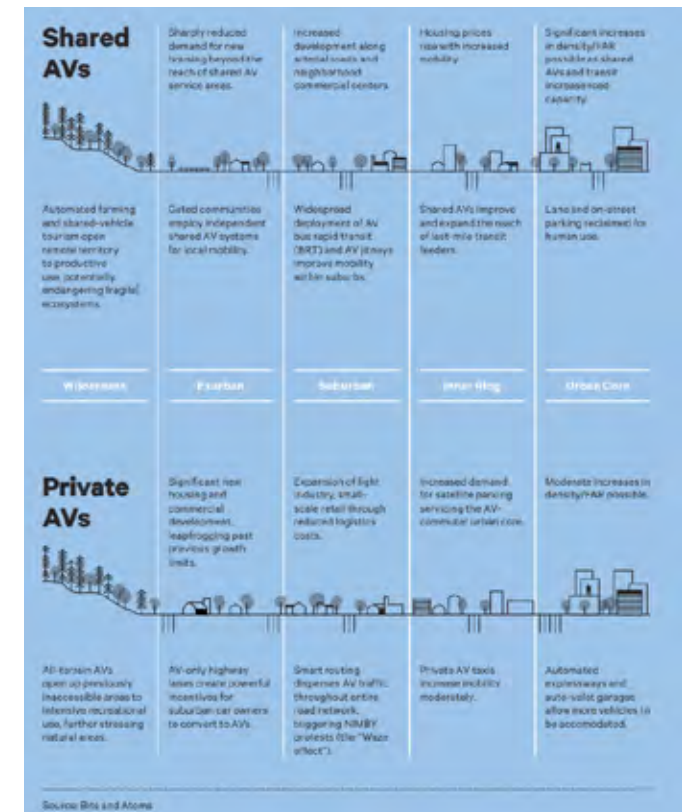 Shared
AVs
Sharply reduced
demand for new
housing beyond the
reach of shared AV
service areas.
Increased
development along
arterial roads and
neighborhood
commercial centers.
Housing prices
rise with increased
mobility.
Significant increases
in density/FAR
possible as shared
AVs and transit
increase road
capacity.
Automated farming
and shared-vehicle
tourism open
remote territory
to productive
use, potentially
endangering fragile
ecosystems.
Gated communities
employ independent
shared AV systems
for local mobility.
Widespread
deployment of AV
bus rapid transit
(BRT) and AV jitneys
improve mobility
within suburbs.
Shared AVs improve
and expand the reach
of last-mile transit
feeders.
Lane and on-street
parking reclaimed for
human use.
Wilderness
Exurban
Suburban
Inner Ring
Urban Core
Private
AVs
Significant new
housing and
commercial
development,
leapfrogging past
previous growth
limits.
Expansion of light
industry, small-
scale retail through
reduced logistics
costs.
Increased demand
for satellite parking
servicing the AV-
commuter urban core.
Moderate increases in
density/FAR possible.
All-terrain AVs
open up previously
inaccessible areas to
intensive recreational
use, further stressing
natural areas.
AV-only highway
lanes create powerful
incentives for
suburban car owners
to convert to AVs.
Smart routing
disperses AV traffic
throughout entire
road network,
triggering NIMBY
protests (the "Waze
effect").
Private AV taxis
increase mobility
moderately.
Automated
expressways and
auto-valet garages
allow more vehicles to
be accomodated.
Source: Bits and Atoms